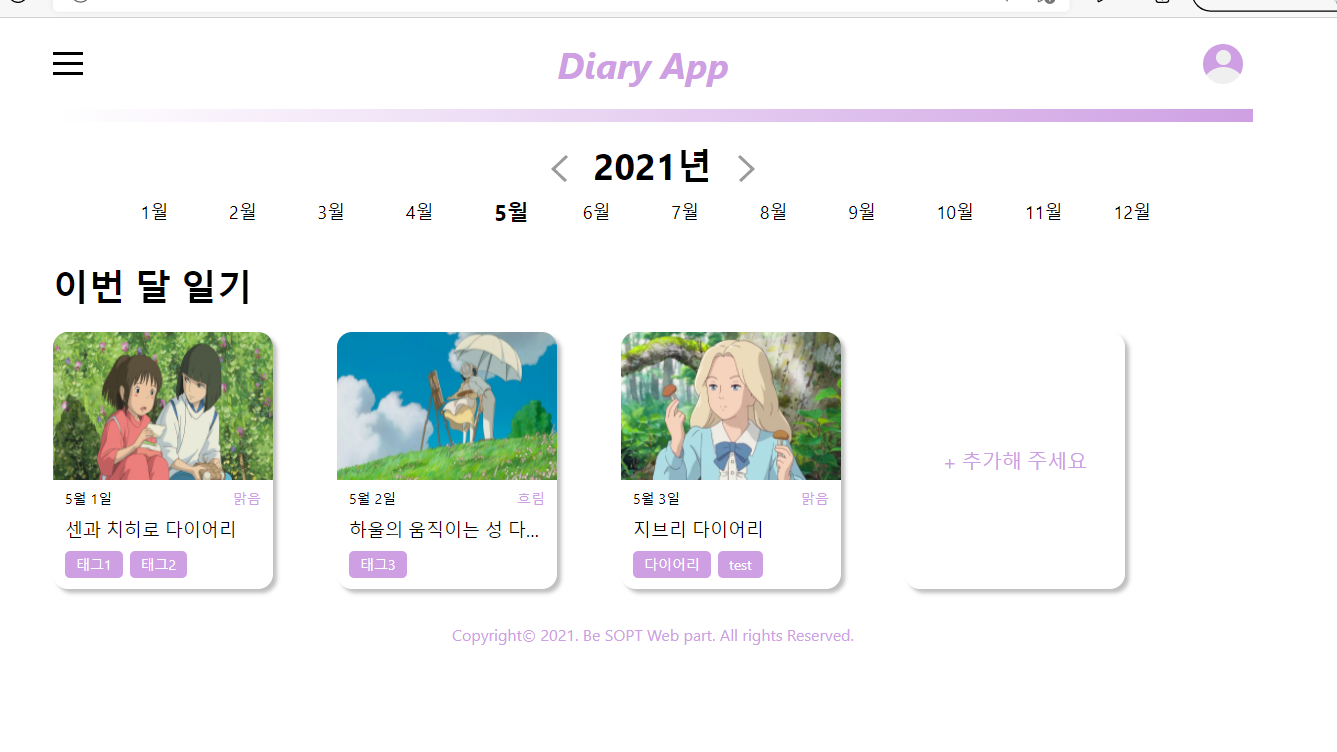 Diary App
2021년
1월 2월 3월 4월 5월 6월 7월 8월 9월 10월 11월 12월
이번 달 일기
5월 1일 맑음
센과 치히로 다이어리
태그1 태그2
5월 2일 흐림
하울의 움직이는 성 다...
태그3
5월 3일 맑음
지브리 다이어리
다이어리 test
+ 추가해 주세요
Copyright© 2021. Be SOPT Web part. All rights Reserved.